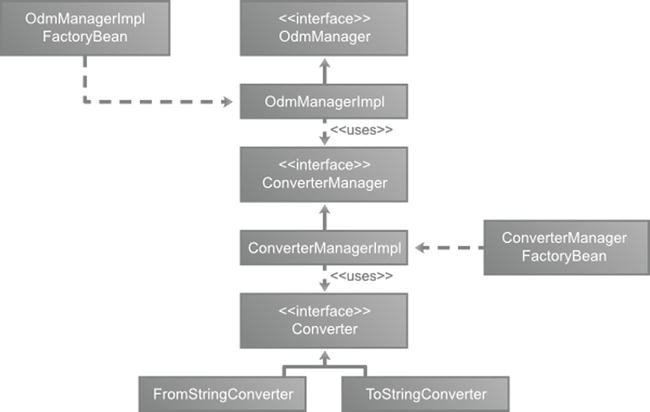 OdmManagerImpl
FactoryBean
<<interface>>
OdmManager
OdmManagerImpl
<<uses>>
<<interface>>
ConverterManager
ConverterManagerImpl
ConverterManager
FactoryBean
<<uses>>
<<interface>>
Converter
FromStringConverter
ToStringConverter